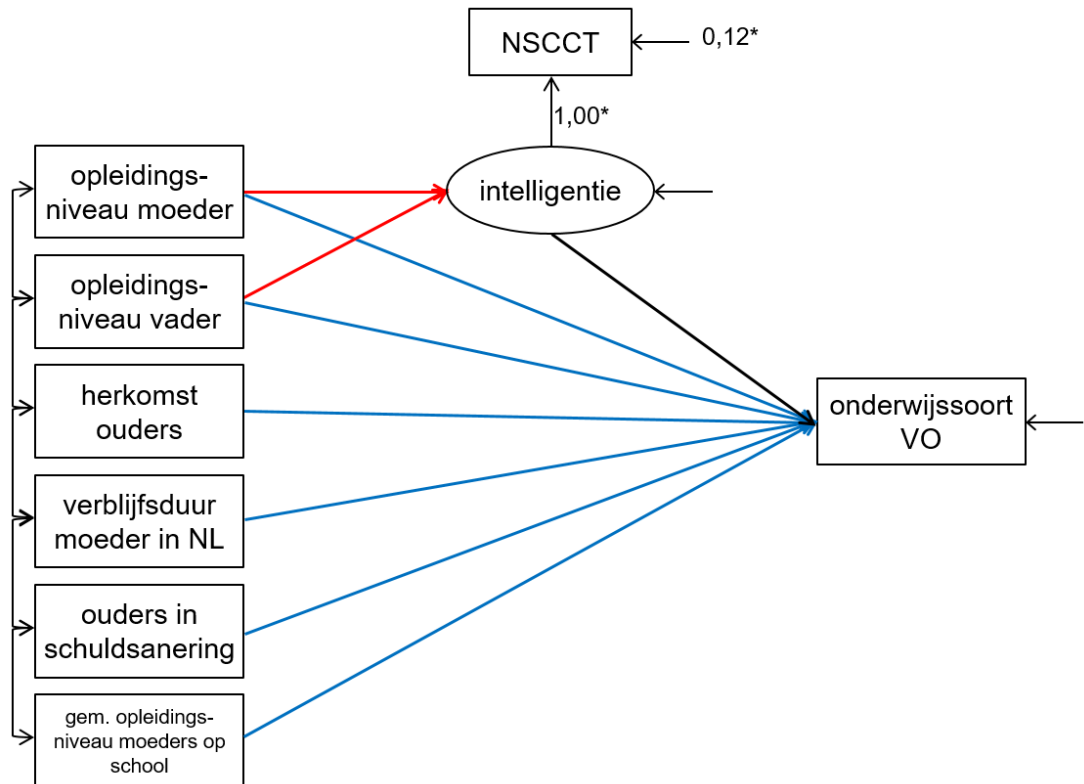 NSCCT
0,12*
1,00*
opleidings-
niveau moeder
intelligentie
opleidings-
niveau vader
herkomst
ouders
onderwijssoort
VO
verblijfsduur
moeder in NL
ouders in
schuldsanering
gem. opleidings-
niveau moeders op
school